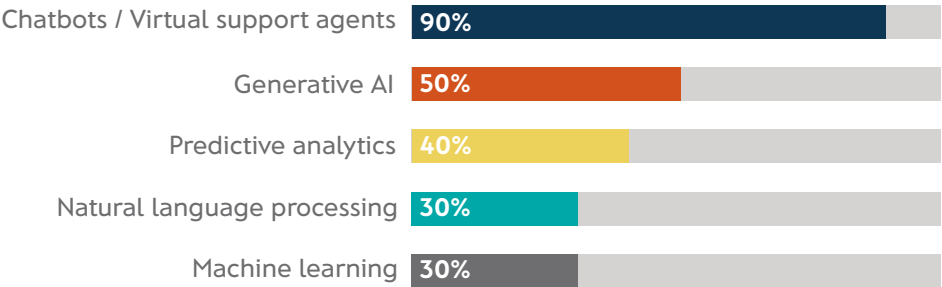 Chatbots / Virtual support agents 90%
Generative AI 50%
Predictive analytics 40%
Natural language processing 30%
Machine learning 30%